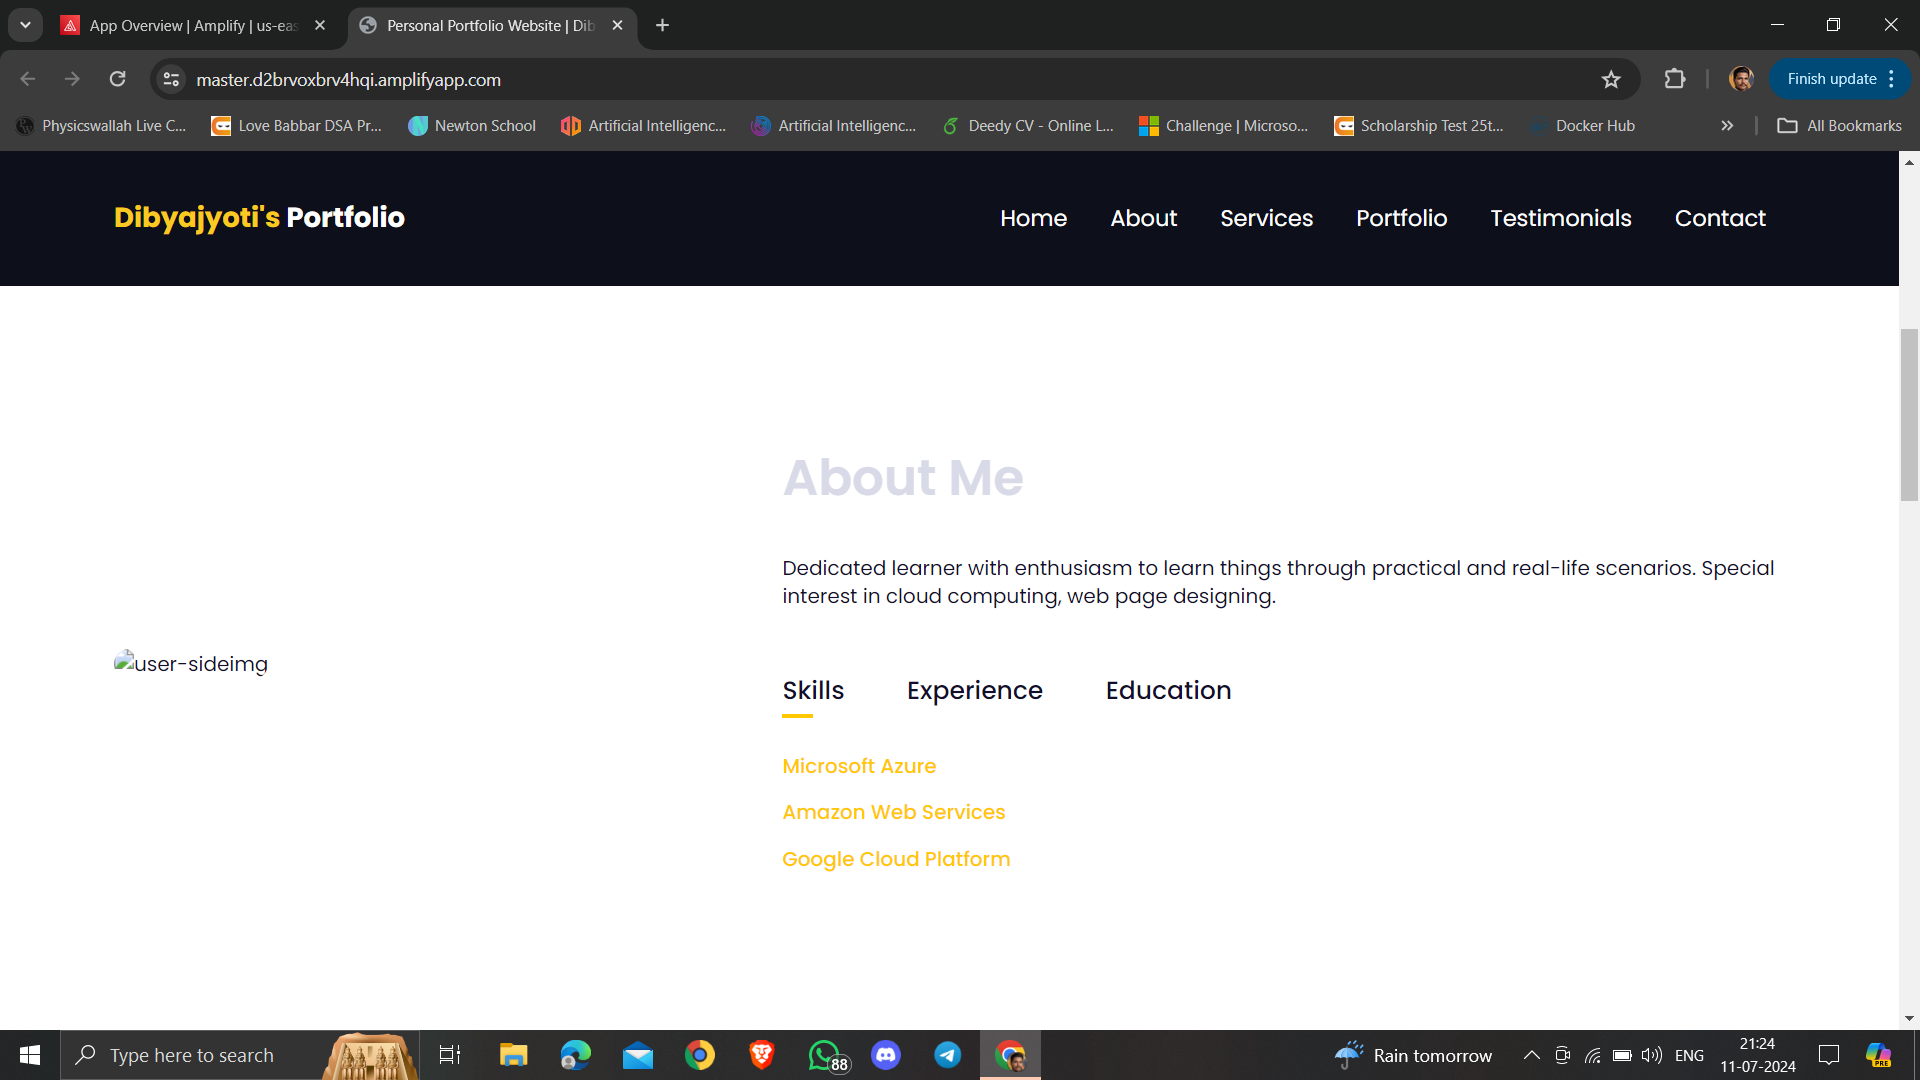 App Overview | Amplify | us-eas
Personal Portfolio Website | Dib
master.d2brvoxbrv4hqi.amplifyapp.com
Finish update
Physicswallah Live C...
Love Babbar DSA Pr...
Newton School
Artificial Intelligenc...
Artificial Intelligenc...
Deedy CV - Online L...
Challenge | Microso...
Scholarship Test 25t...
Docker Hub
All Bookmarks
Dibyajyoti's Portfolio
Home
About
Services
Portfolio
Testimonials
Contact
About Me
Dedicated learner with enthusiasm to learn things through practical and real-life scenarios. Special
interest in cloud computing, web page designing.
user-sideimg
Skills
Experience
Education
Microsoft Azure
Amazon Web Services
Google Cloud Platform
Type here to search
88
Rain tomorrow
ENG
21:24
11-07-2024
PRE